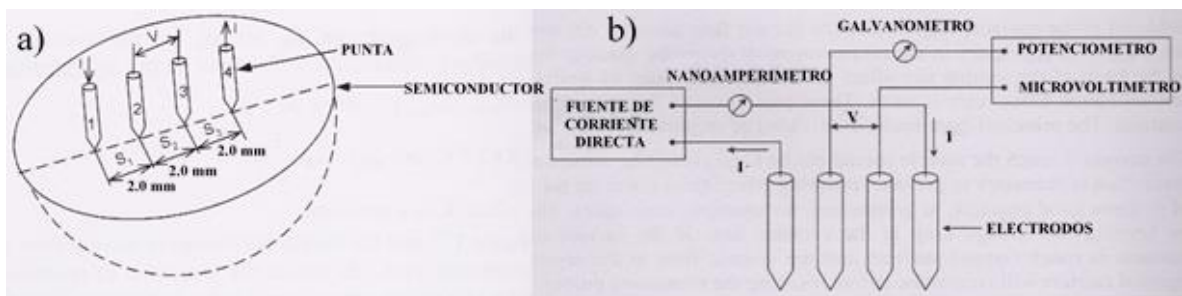 a)
I
V
I
1
2
3
4
PUNTA
SEMICONDUCTOR
S₁
S₂
S₃
2.0 mm
2.0 mm
2.0 mm
b)
GALVANOMETRO
POTENCIOMETRO
NANOAMPERIMETRO
MICROVOLTIMETRO
FUENTE DE
CORRIENTE
DIRECTA
V
I
I
ELECTRODOS